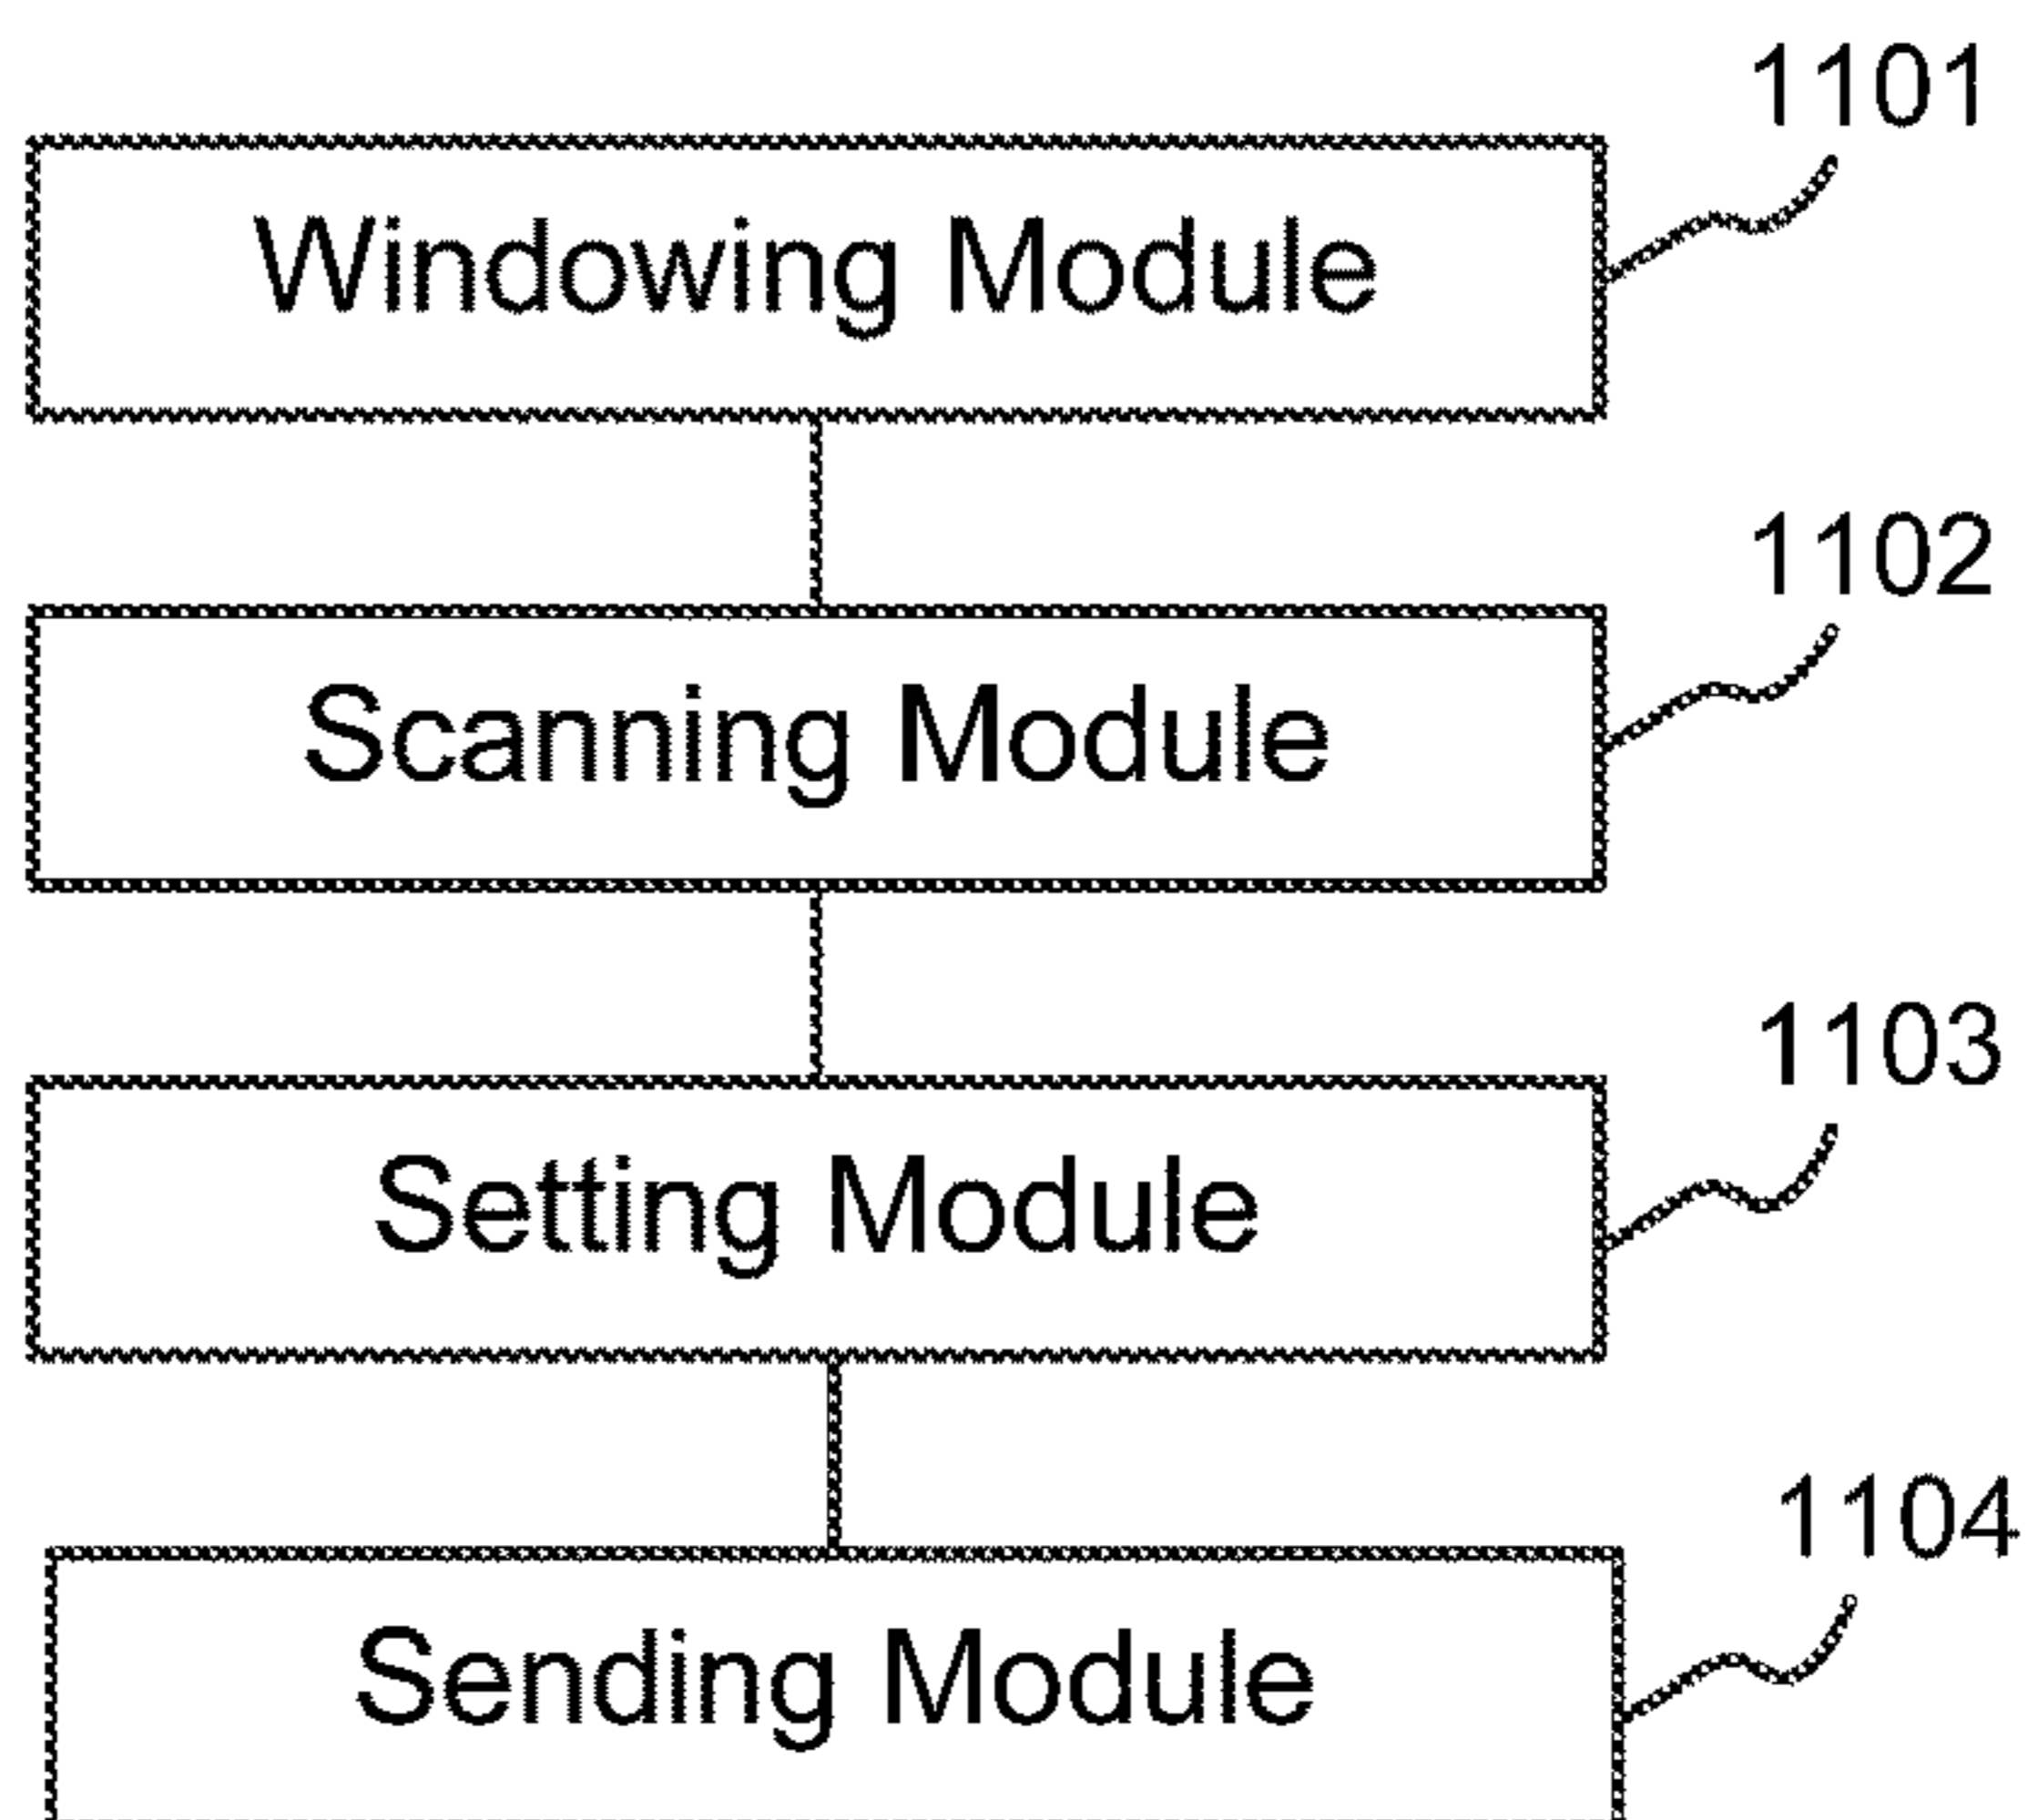 1101
Windowing Module
1102
Scanning Module
1103
Setting Module
1104
Sending Module